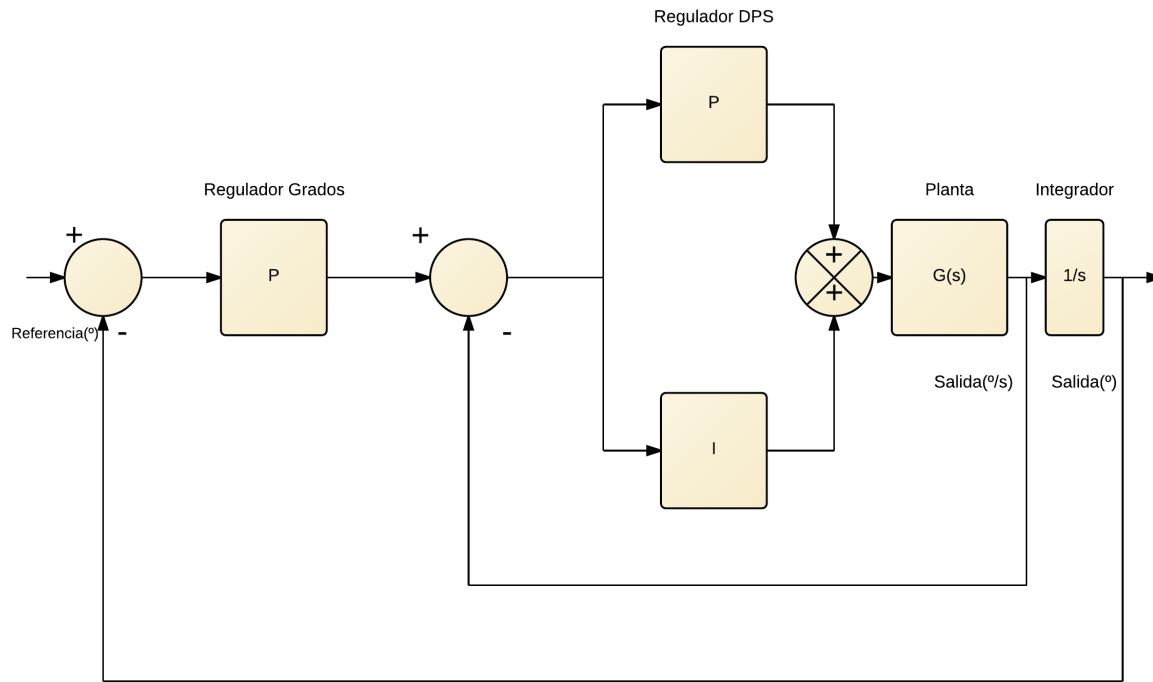 Regulador DPS
P
Regulador Grados
Planta
Integrador
+
+
P
+
+
G(s)
1/s
Referencia(º)
-
-
Salida(º/s)
Salida(º)
I